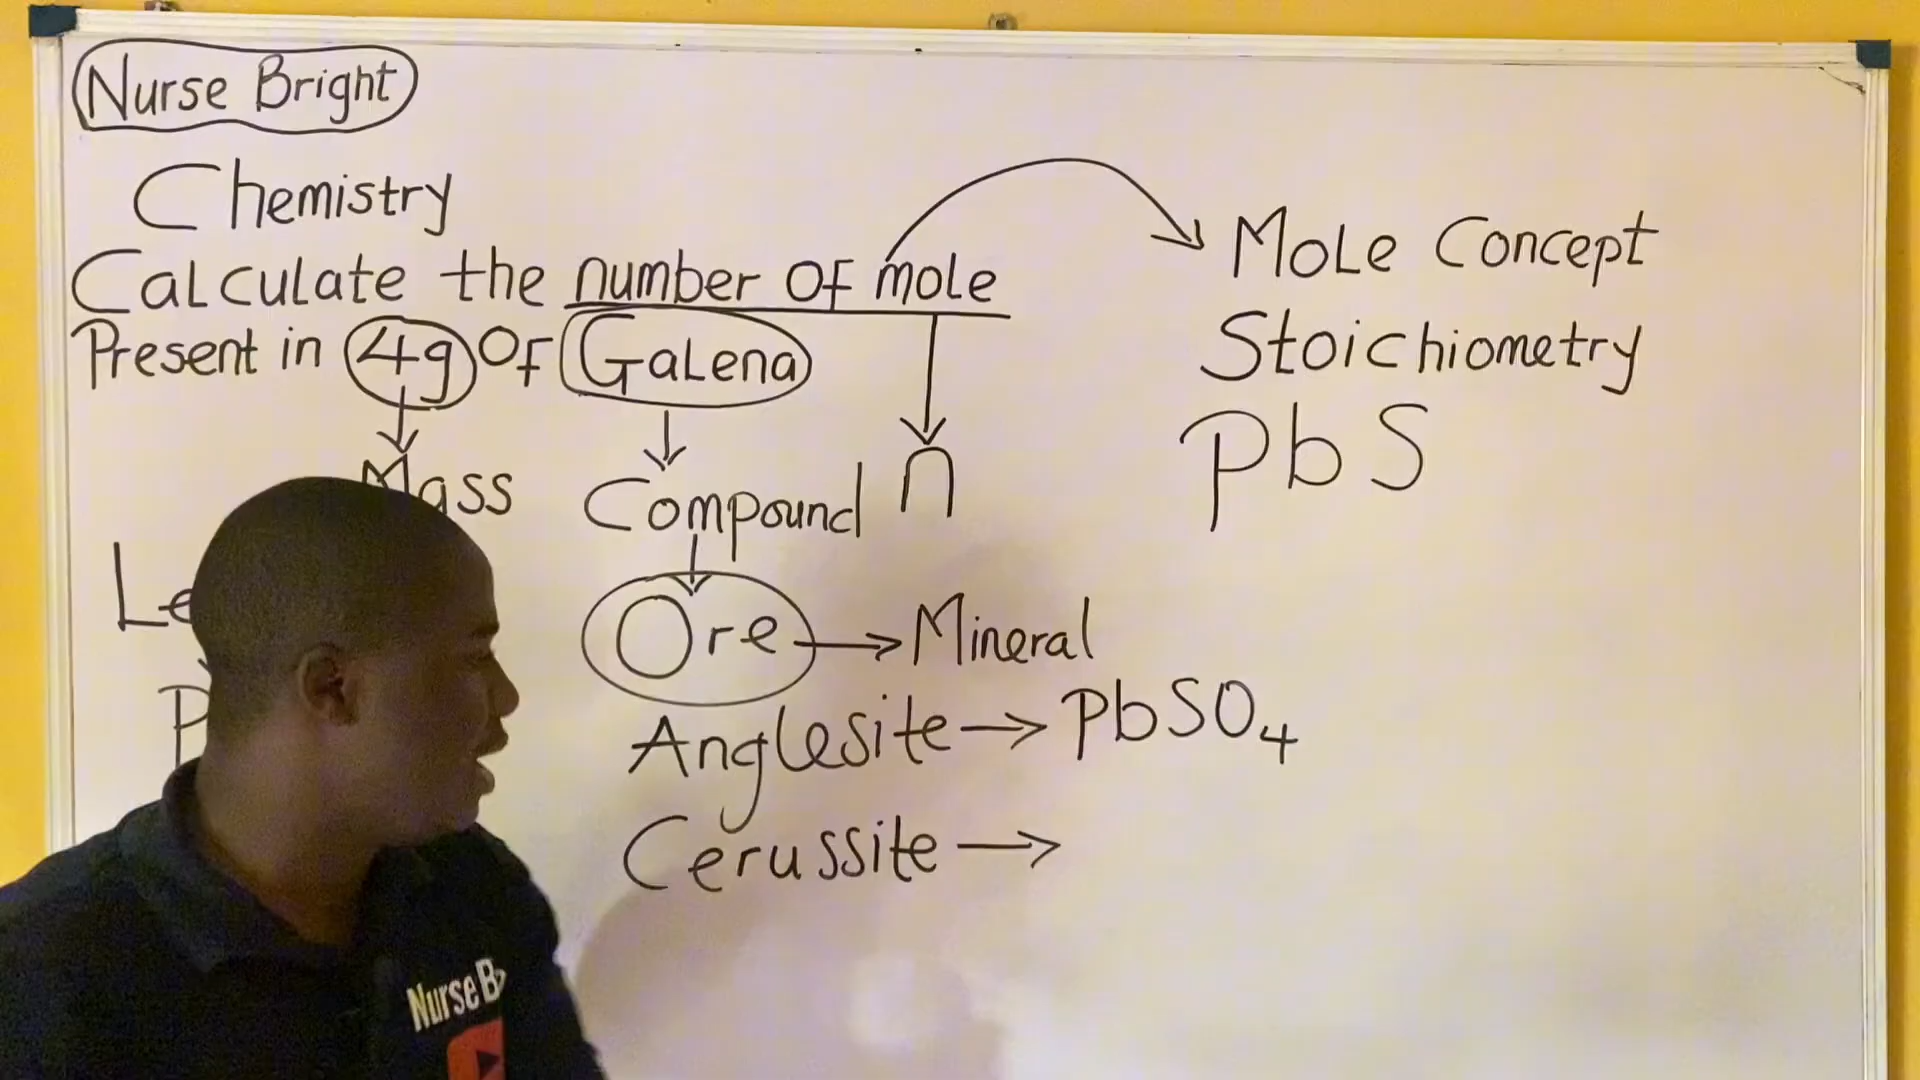 Nurse Bright
Chemistry
Calculate the number of mole
Present in 4g of Galena
Mole Concept
Stoichiometry
PbS
Mass
Compound
n
Ore → Mineral
Anglesite → PbSO₄
Cerussite →
Nurse B